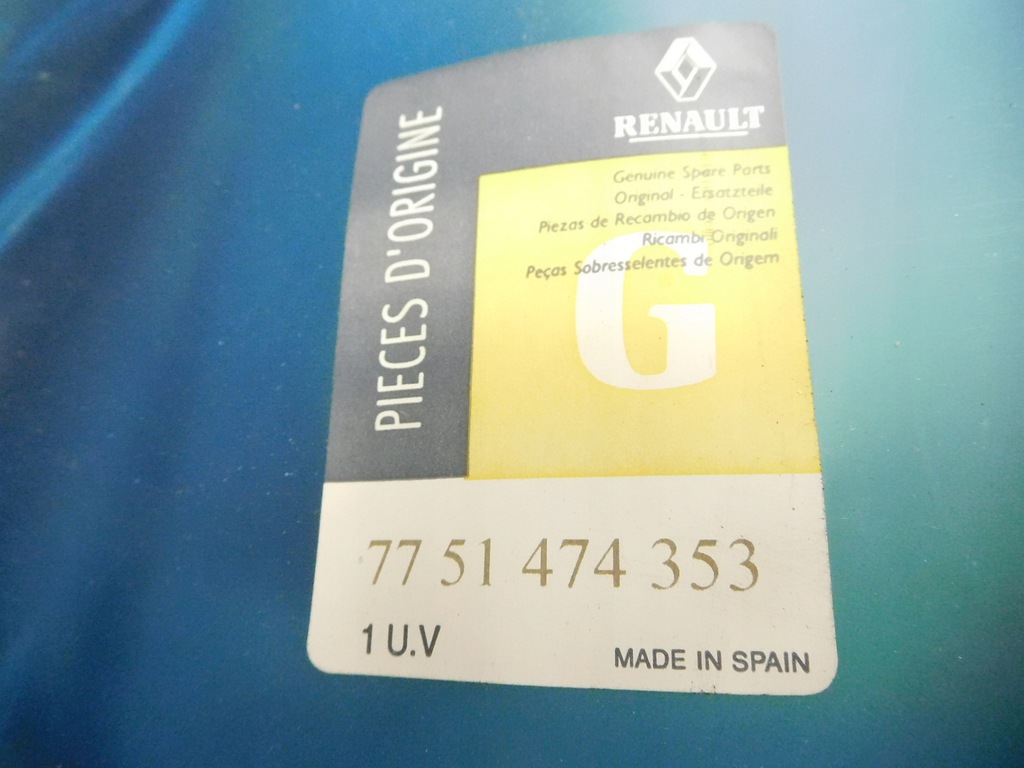 RENAULT
PIECES D'ORIGINE
Genuine Spare Parts
Original - Ersatzteile
Piezas de Recambio de Origen
Ricambi Originali
Peças Sobresselentes de Origem
G
77 51 474 353
1 U.V
MADE IN SPAIN